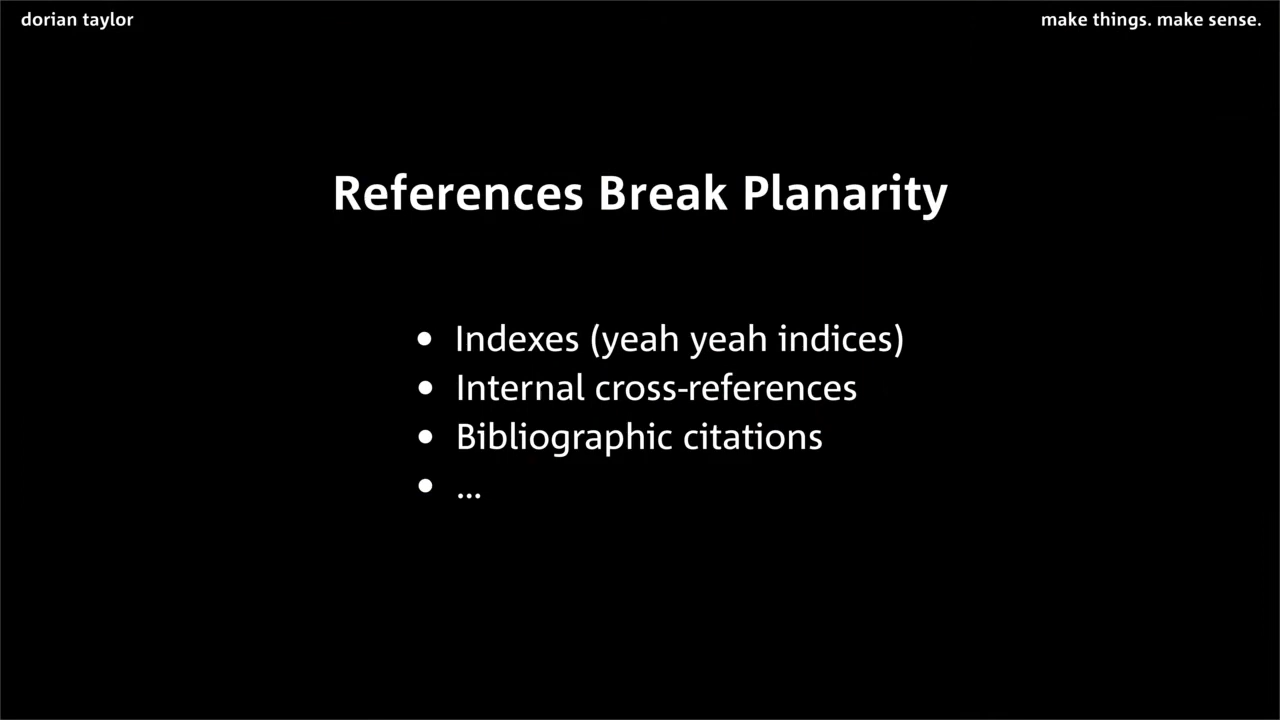 dorian taylor
make things. make sense.
References Break Planarity
• Indexes (yeah yeah indices)
• Internal cross-references
• Bibliographic citations
• ...